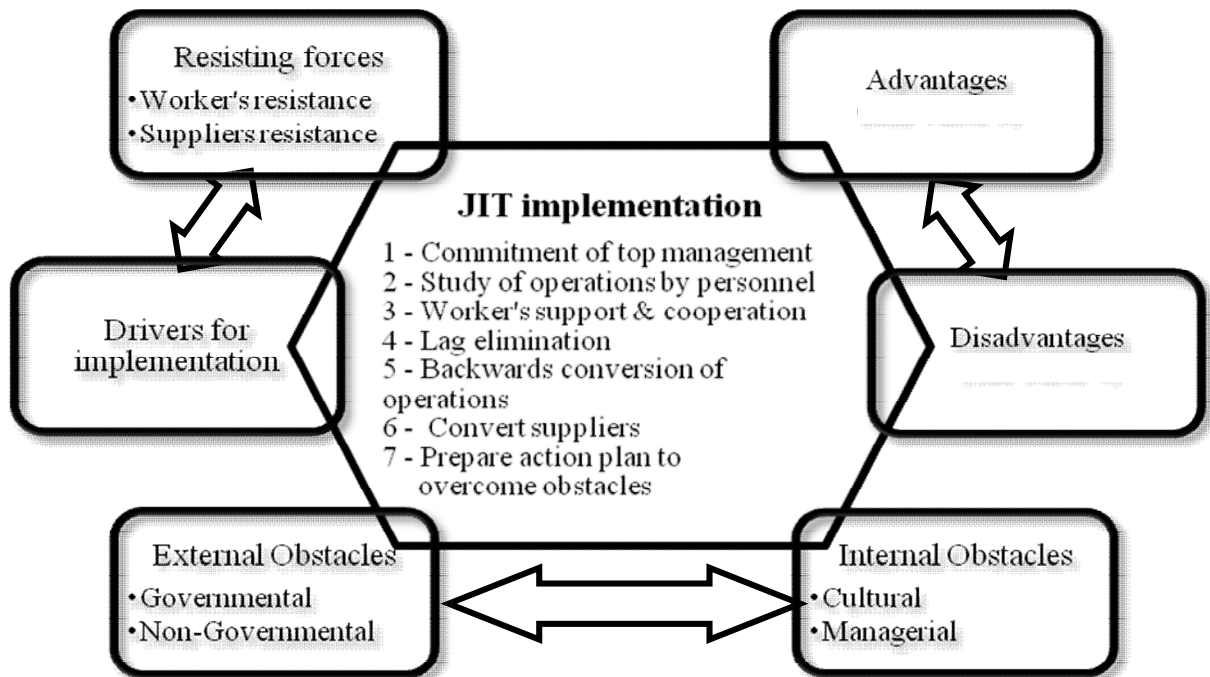 Resisting forces
•Worker's resistance
•Suppliers resistance
Advantages
JIT implementation
1 - Commitment of top management
2 - Study of operations by personnel
3 - Worker's support & cooperation
4 - Lag elimination
5 - Backwards conversion of
operations
6 - Convert suppliers
7 - Prepare action plan to
overcome obstacles
Drivers for
implementation
Disadvantages
External Obstacles
•Governmental
•Non-Governmental
Internal Obstacles
•Cultural
•Managerial